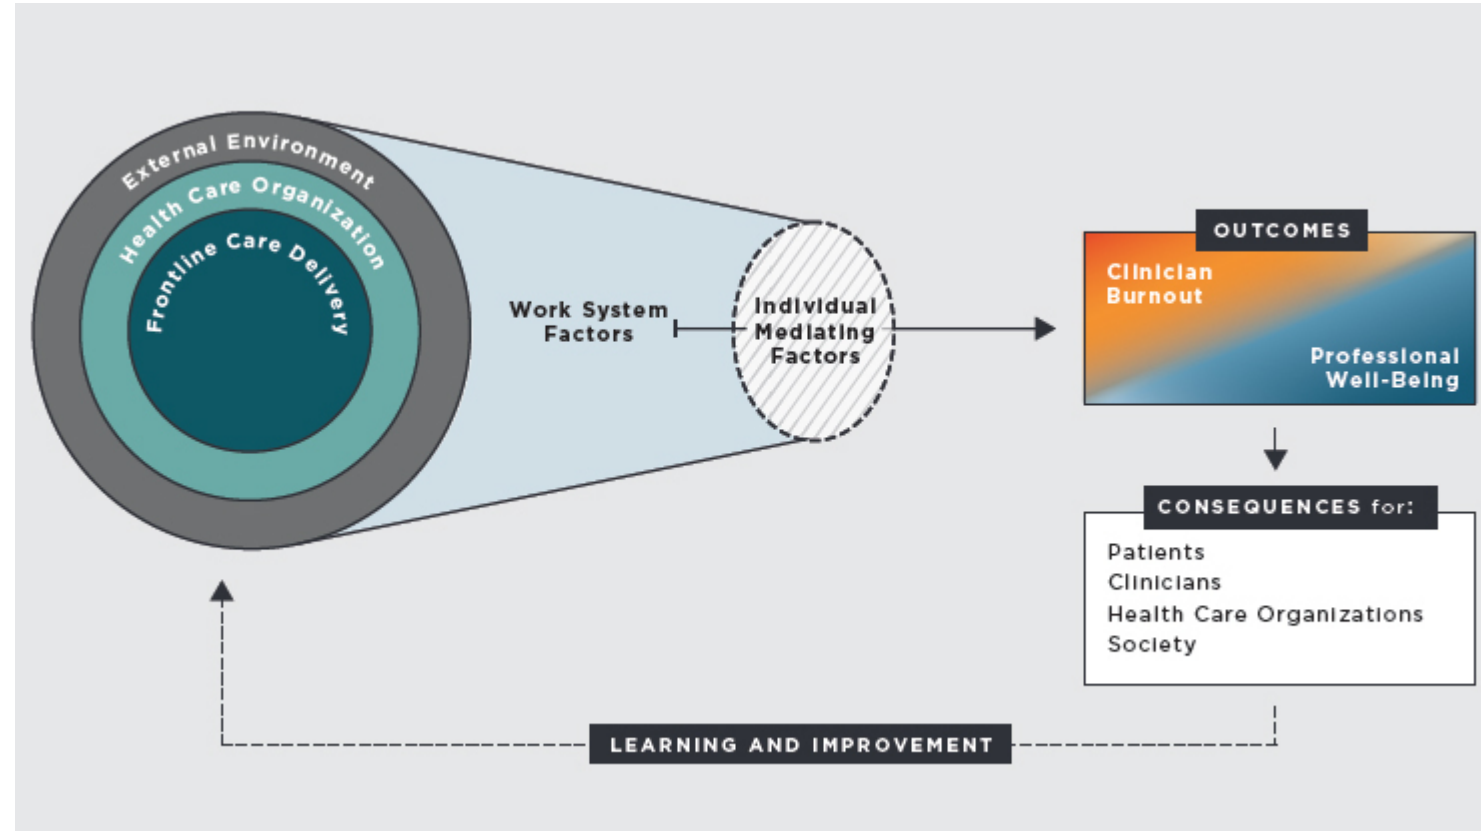 External Environment
Health Care Organization
Frontline Care Delivery
Work System
Factors
Individual
Mediating
Factors
OUTCOMES
Clinician
Burnout
Professional
Well-Being
CONSEQUENCES for:
Patients
Clinicians
Health Care Organizations
Society
LEARNING AND IMPROVEMENT